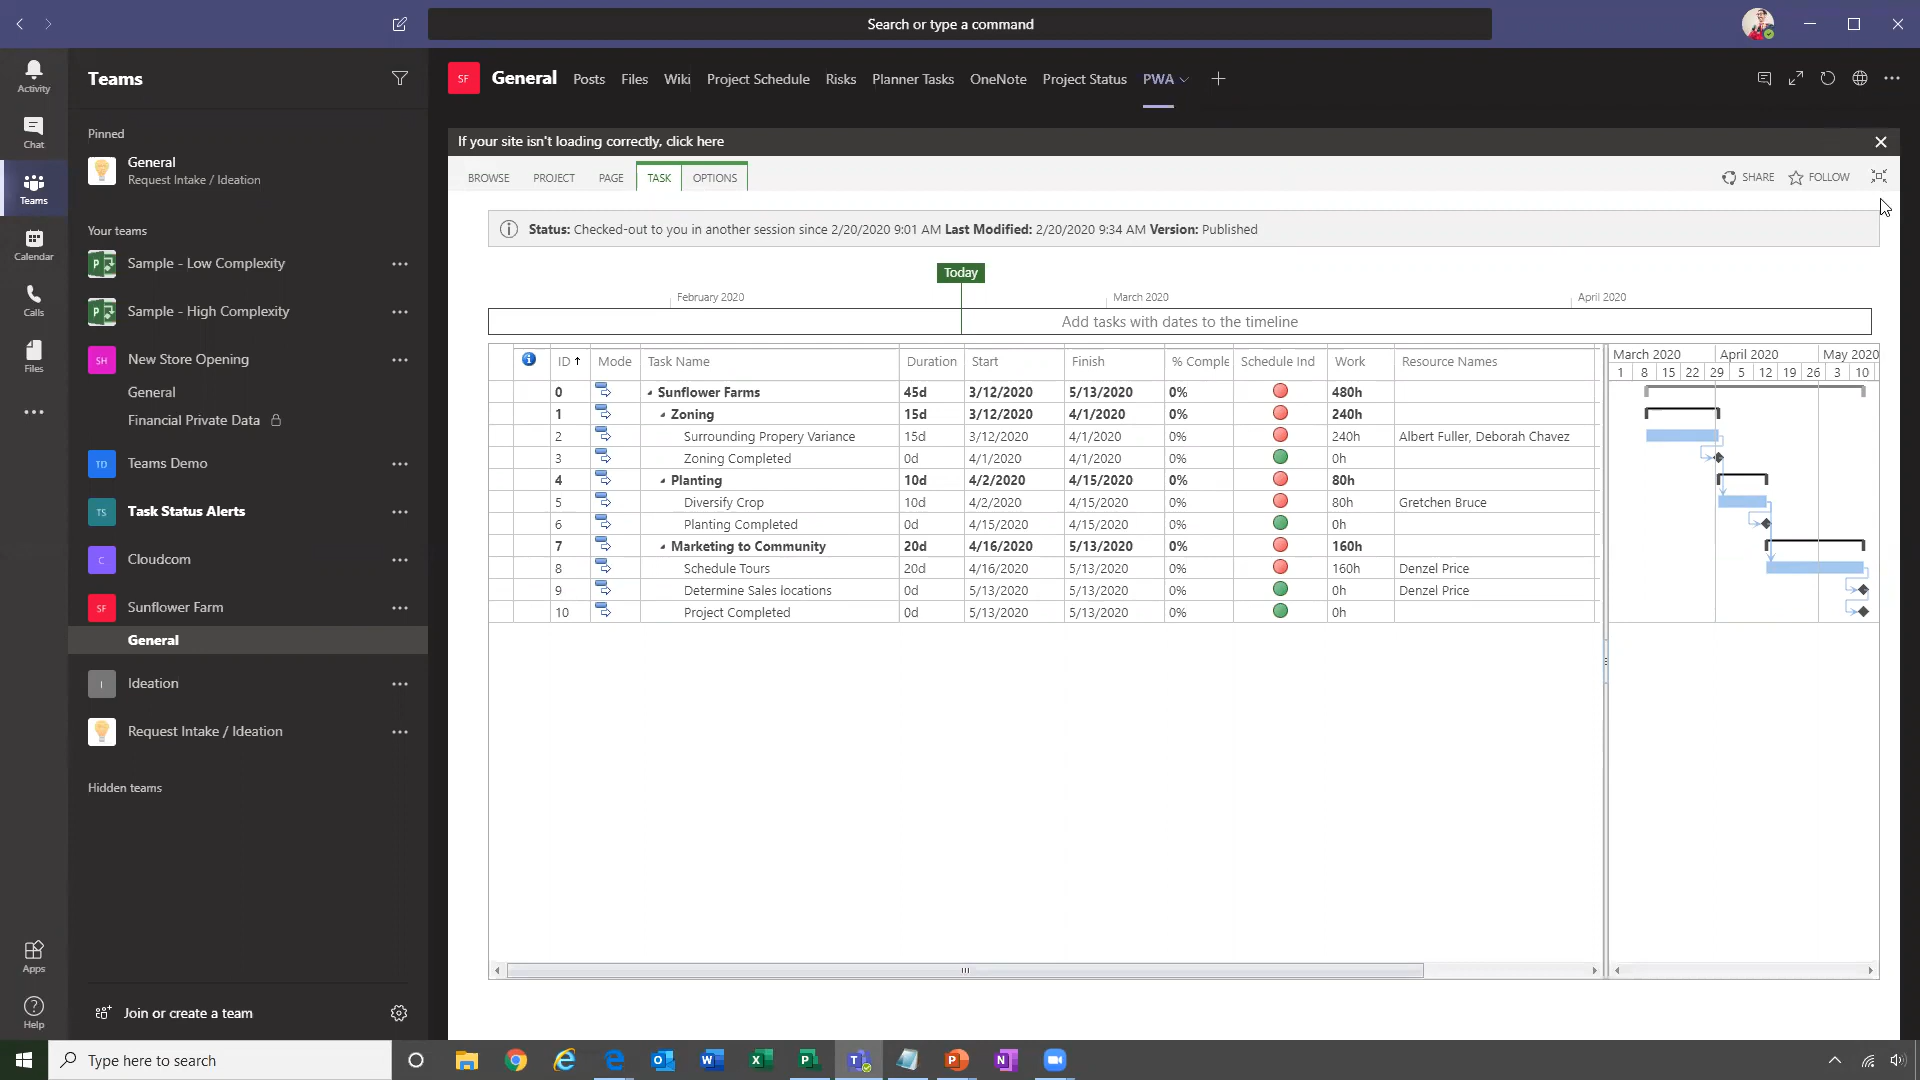 Search or type a command
Activity
Chat
Teams
Calendar
Calls
Files
Apps
Help
Teams
Pinned
General
Request Intake / Ideation
Your teams
Sample - Low Complexity
Sample - High Complexity
SH New Store Opening
General
Financial Private Data
TD Teams Demo
TS Task Status Alerts
C Cloudcom
SF Sunflower Farm
General
I Ideation
Request Intake / Ideation
Hidden teams
Join or create a team
SF General Posts Files Wiki Project Schedule Risks Planner Tasks OneNote Project Status PWA
If your site isn't loading correctly, click here
BROWSE PROJECT PAGE TASK OPTIONS SHARE FOLLOW
Status: Checked-out to you in another session since 2/20/2020 9:01 AM Last Modified: 2/20/2020 9:34 AM Version: Published
Today
February 2020 March 2020 April 2020
Add tasks with dates to the timeline
ID Mode Task Name Duration Start Finish % Comple Schedule Ind Work Resource Names
March 2020 April 2020 May 2020
1 8 15 22 29 5 12 19 26 3 10
0 Sunflower Farms 45d 3/12/2020 5/13/2020 0% 480h
1 Zoning 15d 3/12/2020 4/1/2020 0% 240h
2 Surrounding Propery Variance 15d 3/12/2020 4/1/2020 0% 240h Albert Fuller, Deborah Chavez
3 Zoning Completed 0d 4/1/2020 4/1/2020 0% 0h
4 Planting 10d 4/2/2020 4/15/2020 0% 80h
5 Diversify Crop 10d 4/2/2020 4/15/2020 0% 80h Gretchen Bruce
6 Planting Completed 0d 4/15/2020 4/15/2020 0% 0h
7 Marketing to Community 20d 4/16/2020 5/13/2020 0% 160h
8 Schedule Tours 20d 4/16/2020 5/13/2020 0% 160h Denzel Price
9 Determine Sales locations 0d 5/13/2020 5/13/2020 0% 0h Denzel Price
10 Project Completed 0d 5/13/2020 5/13/2020 0% 0h
Type here to search